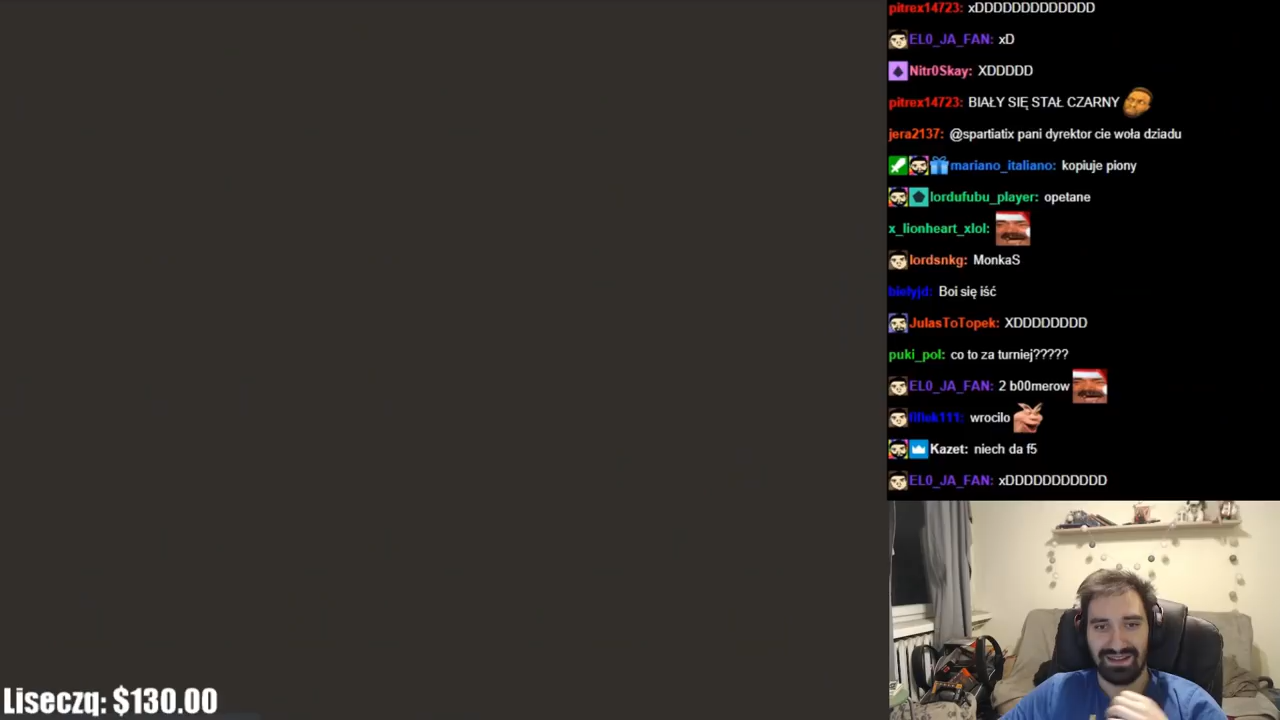 pitrex14723: xDDDDDDDDDDDDD
EL0_JA_FAN: xD
Nitr0Skay: XDDDDD
pitrex14723: BIAŁY SIĘ STAŁ CZARNY
jera2137: @spartiatix pani dyrektor cie woła dziadu
mariano_italiano: kopiuje piony
lordufubu_player: opetane
x_lionheart_xlol:
lordsnkg: MonkaS
bielyjd: Boi się iść
JulasToTopek: XDDDDDDDD
puki_pol: co to za turniej?????
EL0_JA_FAN: 2 b00merow
fifiek111: wrocilo
Kazet: niech da f5
EL0_JA_FAN: xDDDDDDDDDDD
Liseczq: $130.00